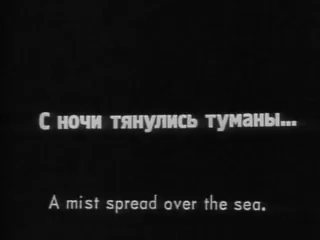 С ночи тянулись туманы...
A mist spread over the sea.